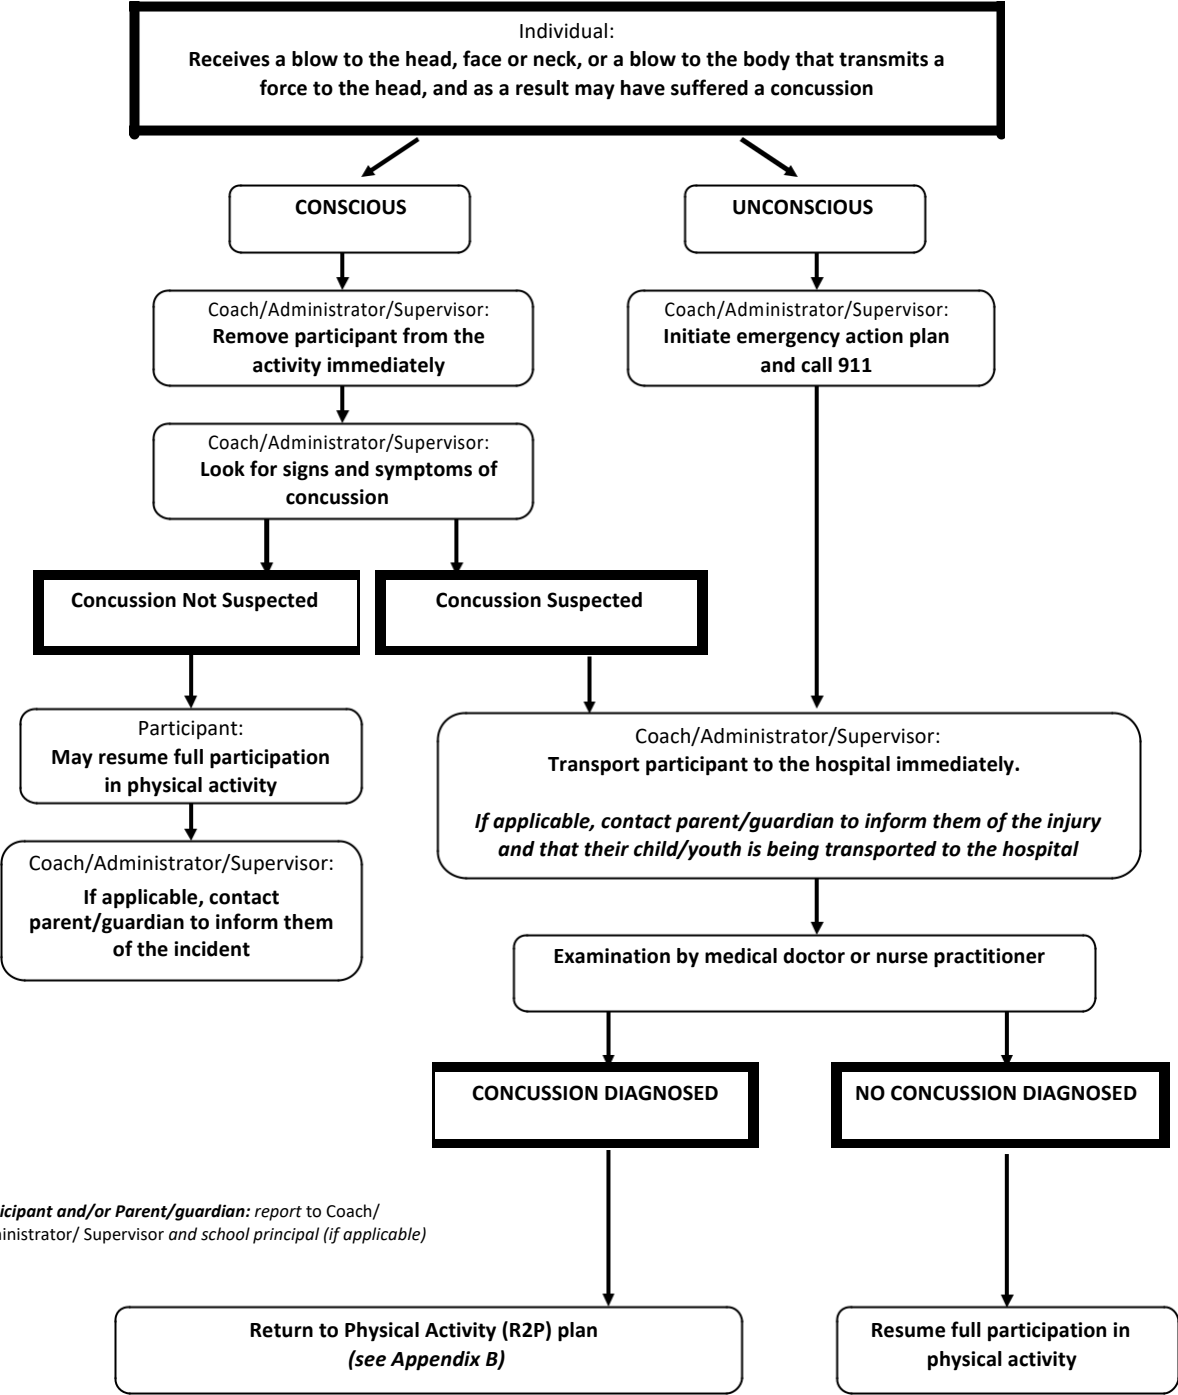 Individual:
Receives a blow to the head, face or neck, or a blow to the body that transmits a
force to the head, and as a result may have suffered a concussion
CONSCIOUS
UNCONSCIOUS
Coach/Administrator/Supervisor:
Remove participant from the
activity immediately
Coach/Administrator/Supervisor:
Initiate emergency action plan
and call 911
Coach/Administrator/Supervisor:
Look for signs and symptoms of
concussion
Concussion Not Suspected
Concussion Suspected
Participant:
May resume full participation
in physical activity
Coach/Administrator/Supervisor:
Transport participant to the hospital immediately.
If applicable, contact parent/guardian to inform them of the injury
and that their child/youth is being transported to the hospital
Coach/Administrator/Supervisor:
If applicable, contact
parent/guardian to inform them
of the incident
Examination by medical doctor or nurse practitioner
CONCUSSION DIAGNOSED
NO CONCUSSION DIAGNOSED
icipant and/or Parent/guardian: report to Coach/
inistrator/ Supervisor and school principal (if applicable)
Return to Physical Activity (R2P) plan
(see Appendix B)
Resume full participation in
physical activity